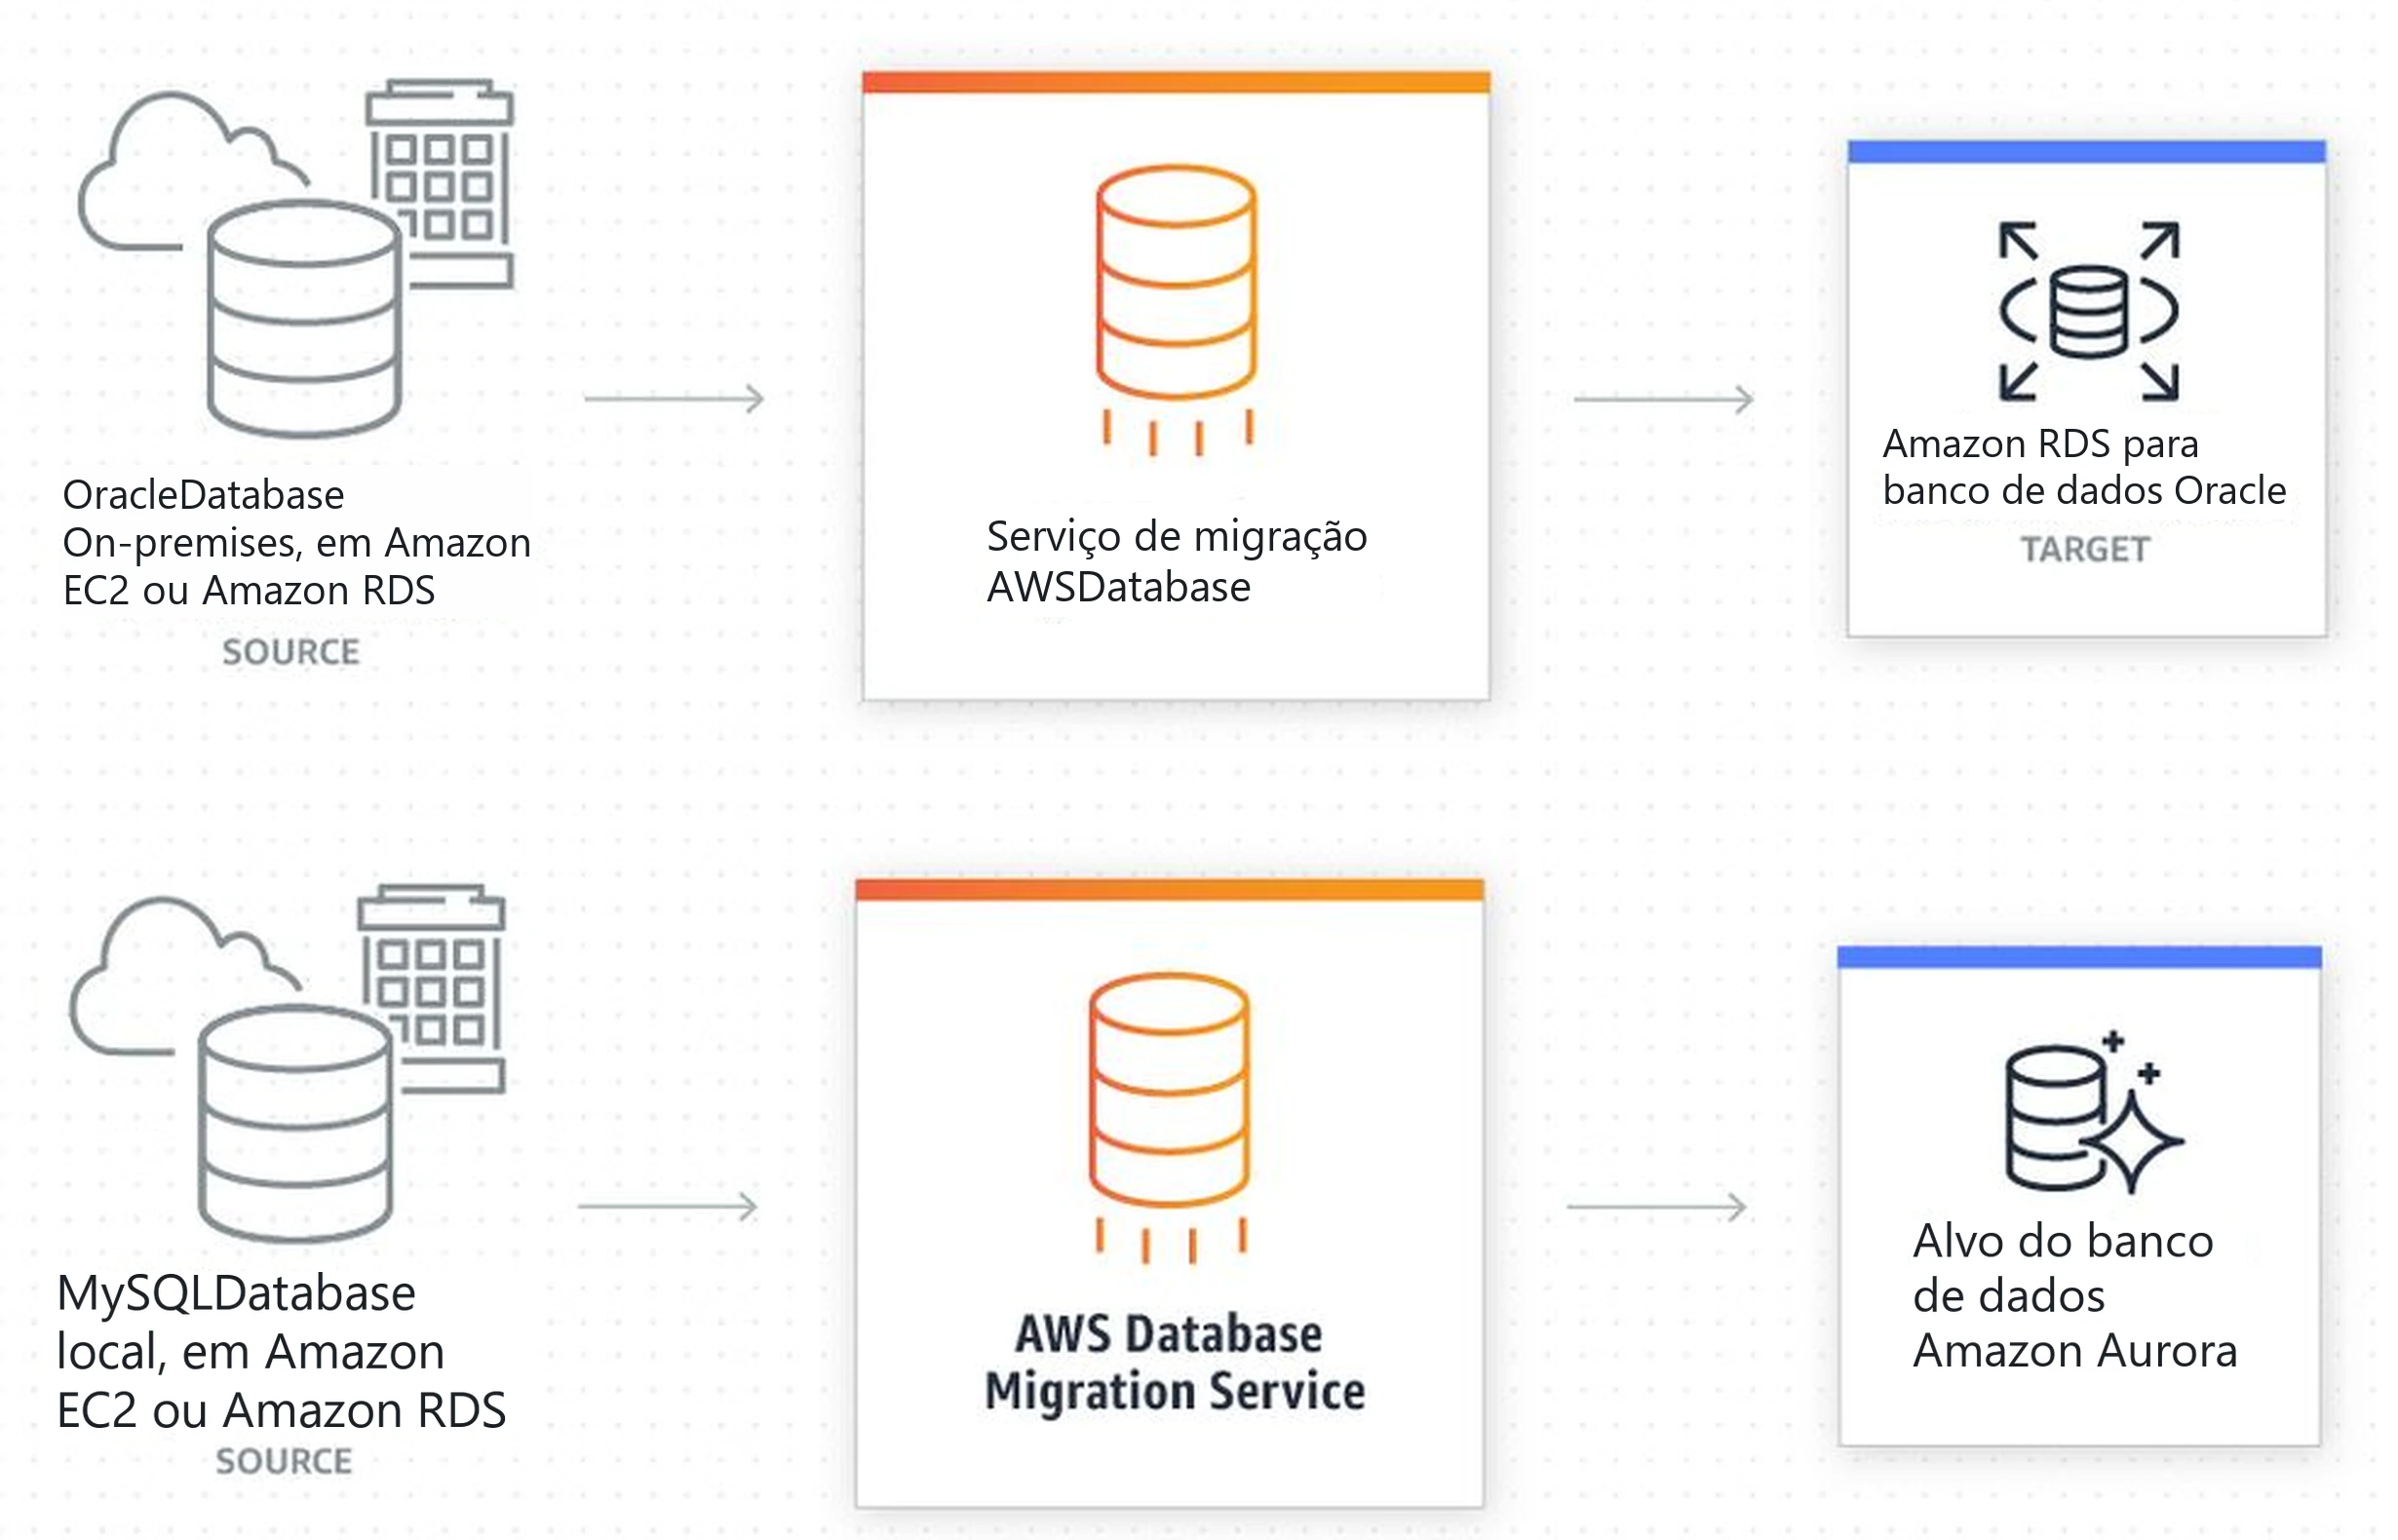 OracleDatabase
On-premises, em Amazon
EC2 ou Amazon RDS
SOURCE
Serviço de migração
AWSDatabase
Amazon RDS para
banco de dados Oracle
TARGET
MySQLDatabase
local, em Amazon
EC2 ou Amazon RDS
SOURCE
AWS Database
Migration Service
Alvo do banco
de dados
Amazon Aurora